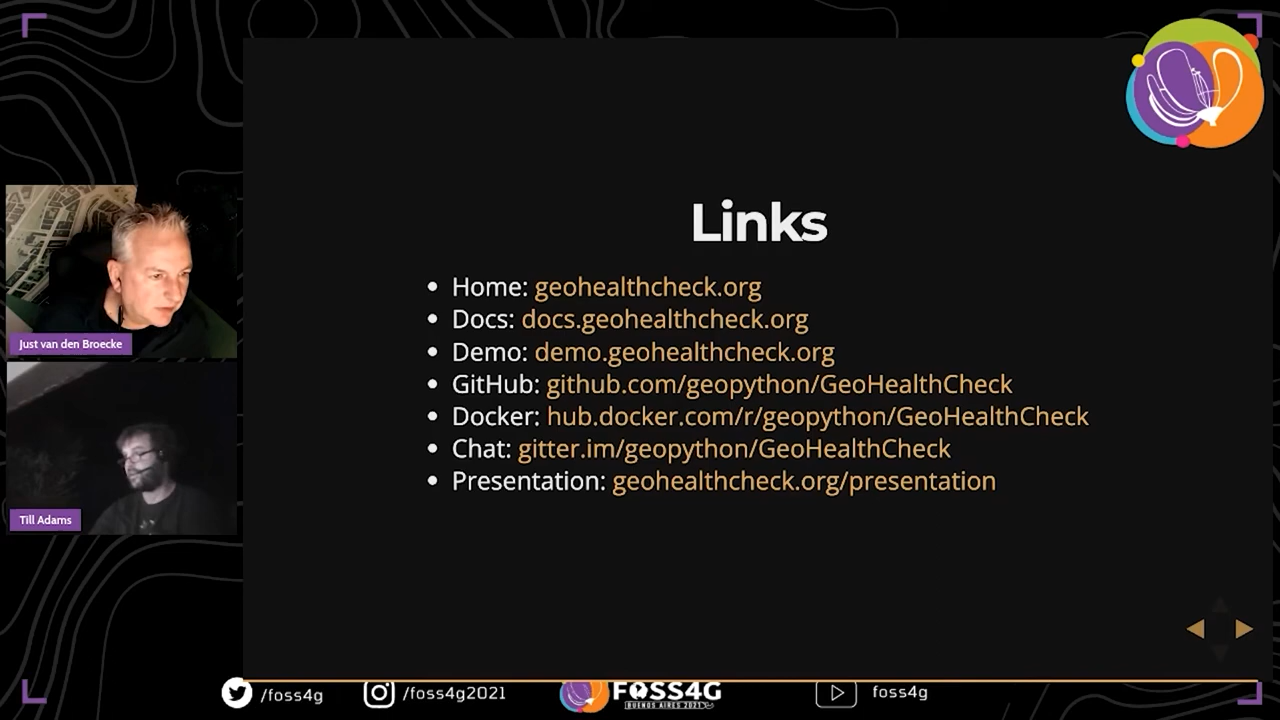 Links
Home: geohealthcheck.org
Docs: docs.geohealthcheck.org
Demo: demo.geohealthcheck.org
GitHub: github.com/geopython/GeoHealthCheck
Docker: hub.docker.com/r/geopython/GeoHealthCheck
Chat: gitter.im/geopython/GeoHealthCheck
Presentation: geohealthcheck.org/presentation
Just van den Broecke
Till Adams
/foss4g
/foss4g2021
FOSS4G
BUENOS AIRES 2021
foss4g